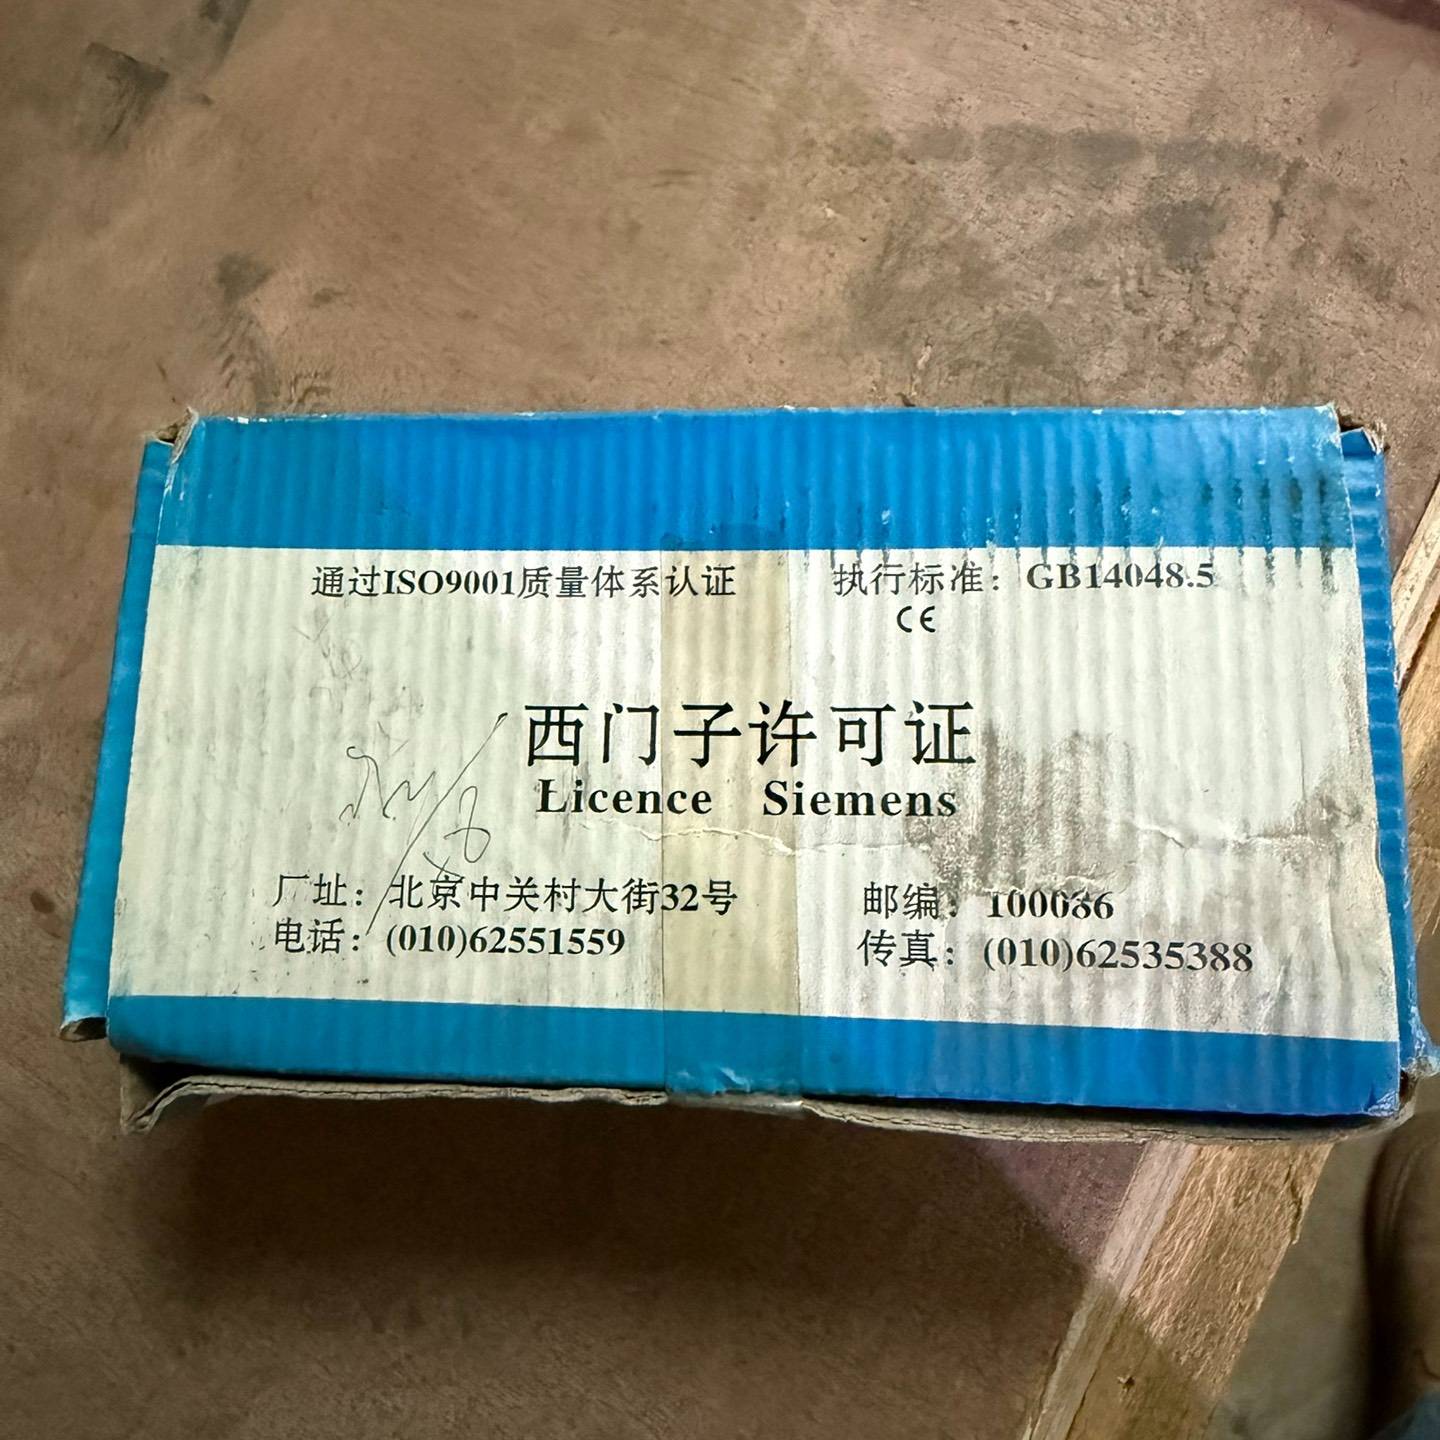 通过ISO9001质量体系认证 执行标准：GB14048.5
CE
西门子许可证
Licence Siemens
厂址：北京中关村大街32号 邮编：100086
电话：(010)62551559 传真：(010)62535388